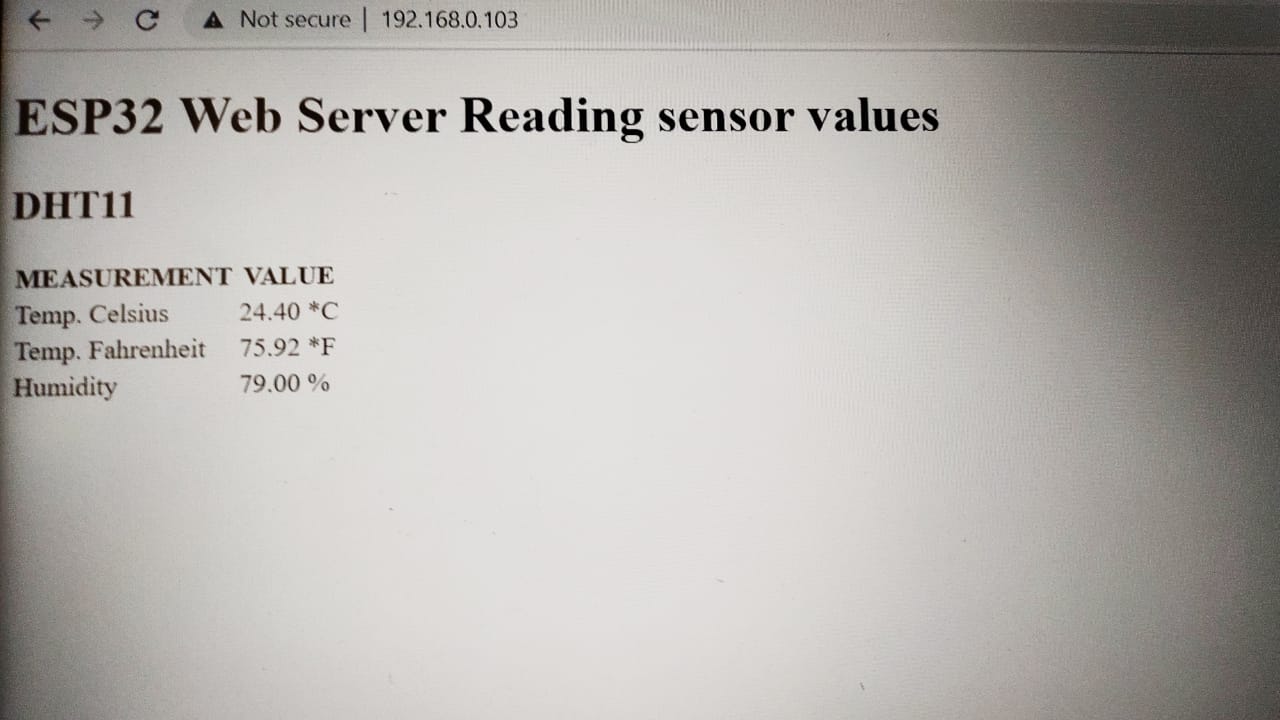 Not secure | 192.168.0.103
ESP32 Web Server Reading sensor values
DHT11
MEASUREMENT VALUE
Temp. Celsius 24.40 *C
Temp. Fahrenheit 75.92 *F
Humidity 79.00 %